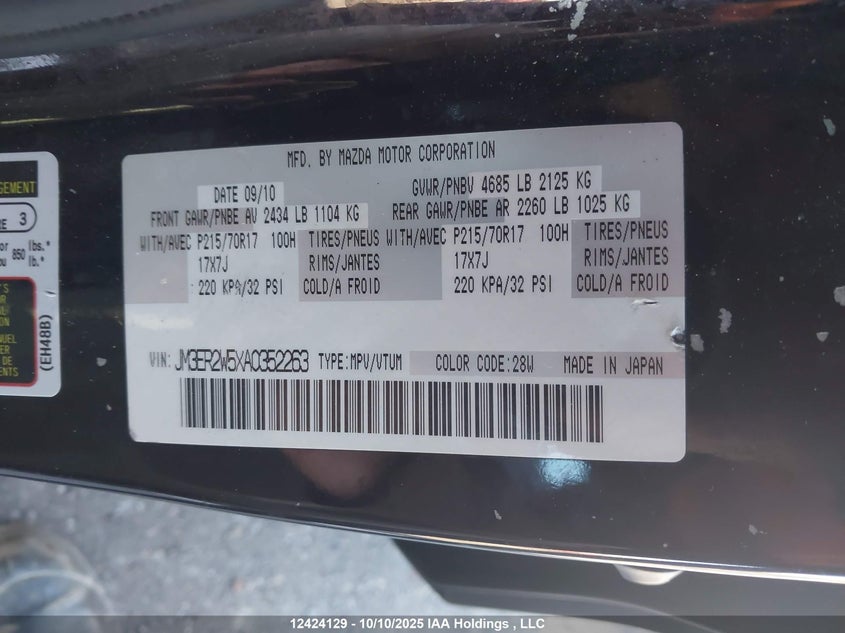 MFD. BY MAZDA MOTOR CORPORATION
DATE 09/10
GVWR/PNBV 4685 LB 2125 KG
FRONT GAWR/PNBE AV 2434 LB 1104 KG
REAR GAWR/PNBE AR 2260 LB 1025 KG
WITH/AVEC P215/70R17 100H TIRES/PNEUS WITH/AVEC P215/70R17 100H TIRES/PNEUS
17X7J RIMS/JANTES 17X7J RIMS/JANTES
220 KPA/32 PSI COLD/A FROID 220 KPA/32 PSI COLD/A FROID
VIN: JM3ER2W5XA0352263 TYPE:MPV/VTUM COLOR CODE:28W MADE IN JAPAN
3
lbs.*
850 lb.*
(EH48B)
12424129 - 10/10/2025 IAA Holdings , LLC